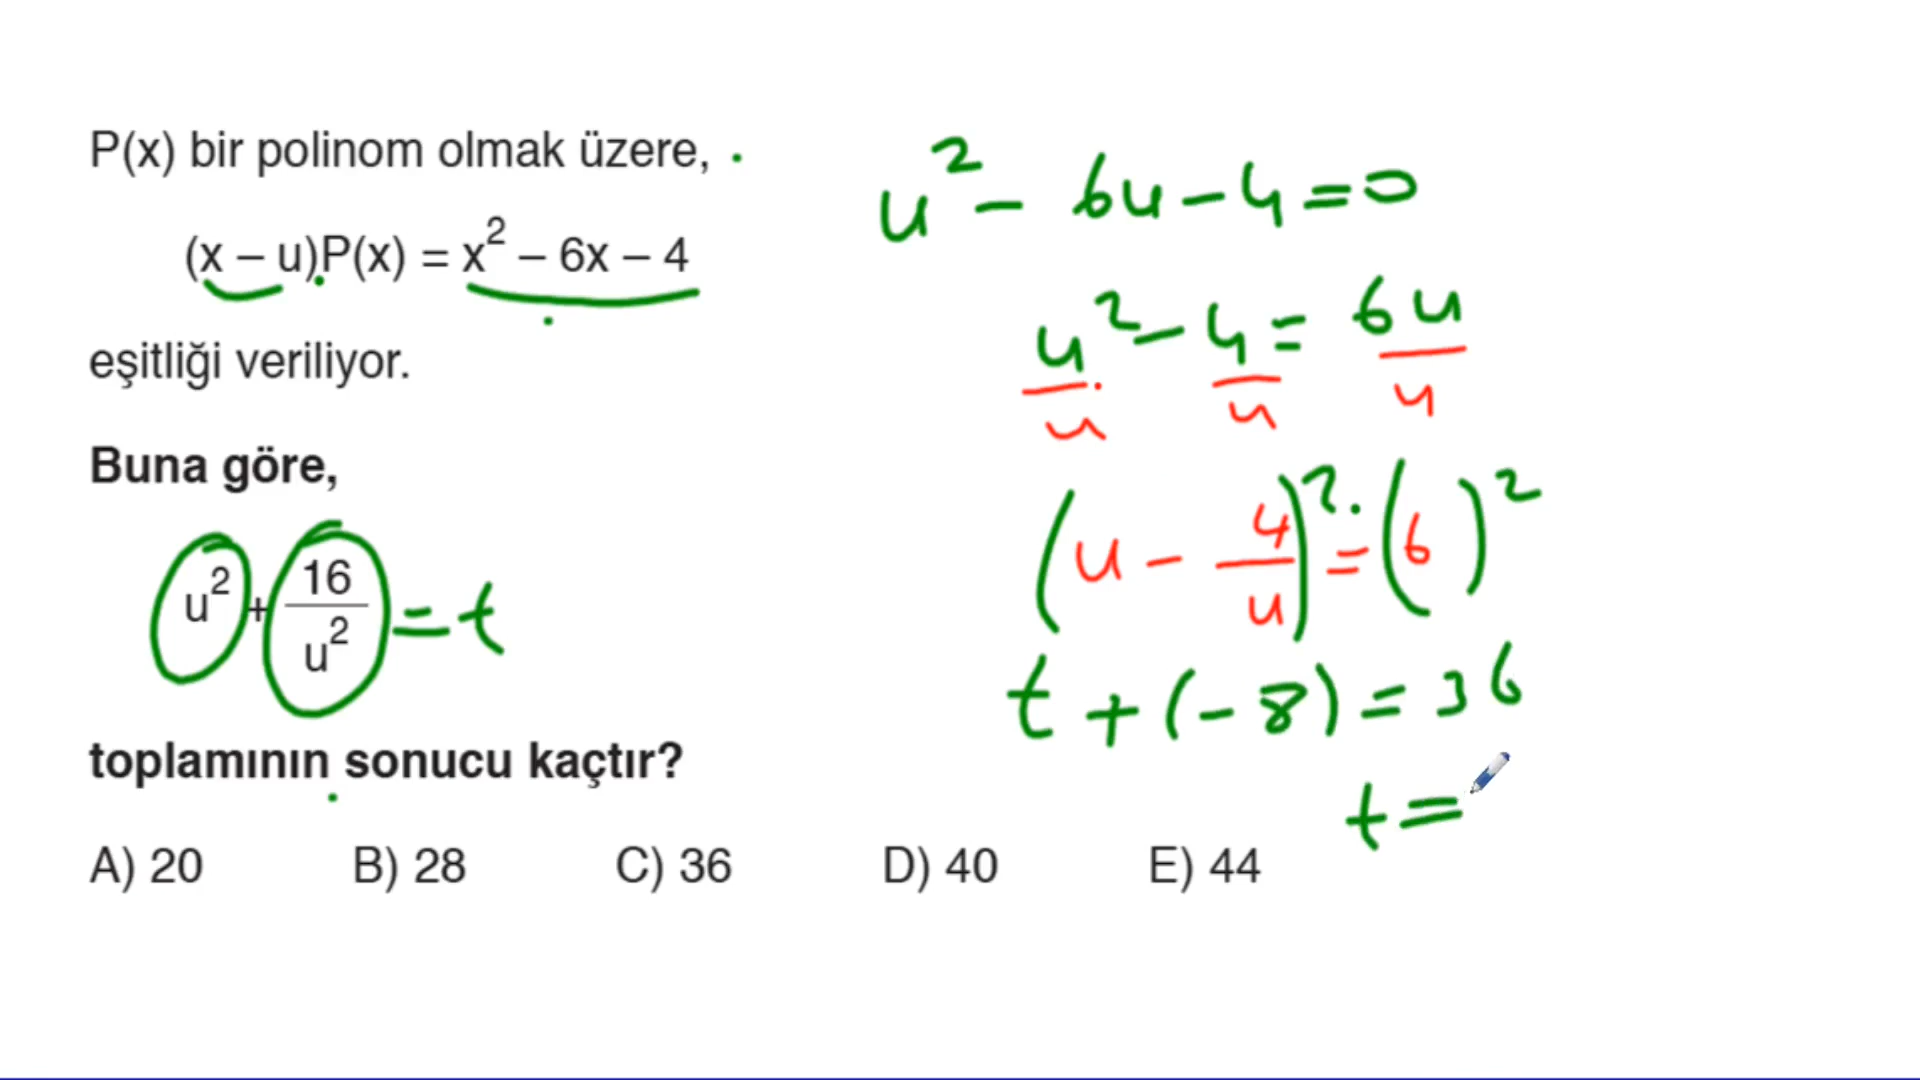 P(x) bir polinom olmak üzere,
(x – u)P(x) = x² – 6x – 4
eşitliği veriliyor.
Buna göre,
u² + 16/u² = t
toplamının sonucu kaçtır?
A) 20 B) 28 C) 36 D) 40 E) 44
u² - 6u - 4 = 0
u²/u - 4/u = 6u/u
(u - 4/u)² = (6)²
t + (-8) = 36
t =